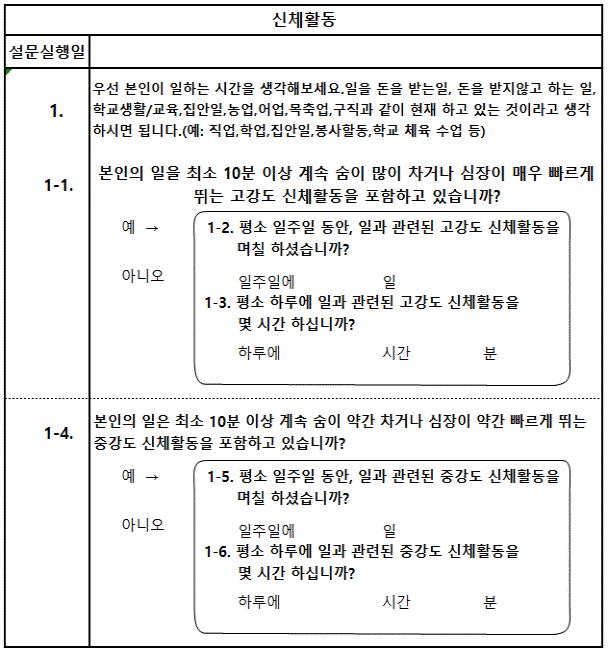 신체활동
설문실행일
1.
우선 본인이 일하는 시간을 생각해보세요.일을 돈을 받는일, 돈을 받지않고 하는 일,
학교생활/교육,집안일,농업,어업,목축업,구직과 같이 현재 하고 있는 것이라고 생각
하시면 됩니다.(예: 직업,학업,집안일,봉사할동,학교 체육 수업 등)
1-1.
본인의 일을 최소 10분 이상 계속 숨이 많이 차거나 심장이 매우 빠르게
뛰는 고강도 신체활동을 포함하고 있습니까?
예 →
아니오
1-2. 평소 일주일 동안, 일과 관련된 고강도 신체활동을
며칠 하셨습니까?
일주일에 일
1-3. 평소 하루에 일과 관련된 고강도 신체활동을
몇 시간 하십니까?
하루에 시간 분
1-4.
본인의 일은 최소 10분 이상 계속 숨이 약간 차거나 심장이 약간 빠르게 뛰는
중강도 신체활동을 포함하고 있습니까?
예 →
아니오
1-5. 평소 일주일 동안, 일과 관련된 중강도 신체활동을
며칠 하셨습니까?
일주일에 일
1-6. 평소 하루에 일과 관련된 중강도 신체활동을
몇 시간 하십니까?
하루에 시간 분